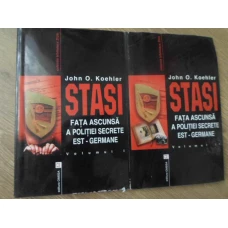 John O. Koehler
STASI
FAȚA ASCUNSĂ
A POLIȚIEI SECRETE
EST - GERMANE
Volumul
John O. Koehler
STASI
FAȚA ASCUNSĂ
A POLIȚIEI SECRETE
EST - GERMANE
Volumul